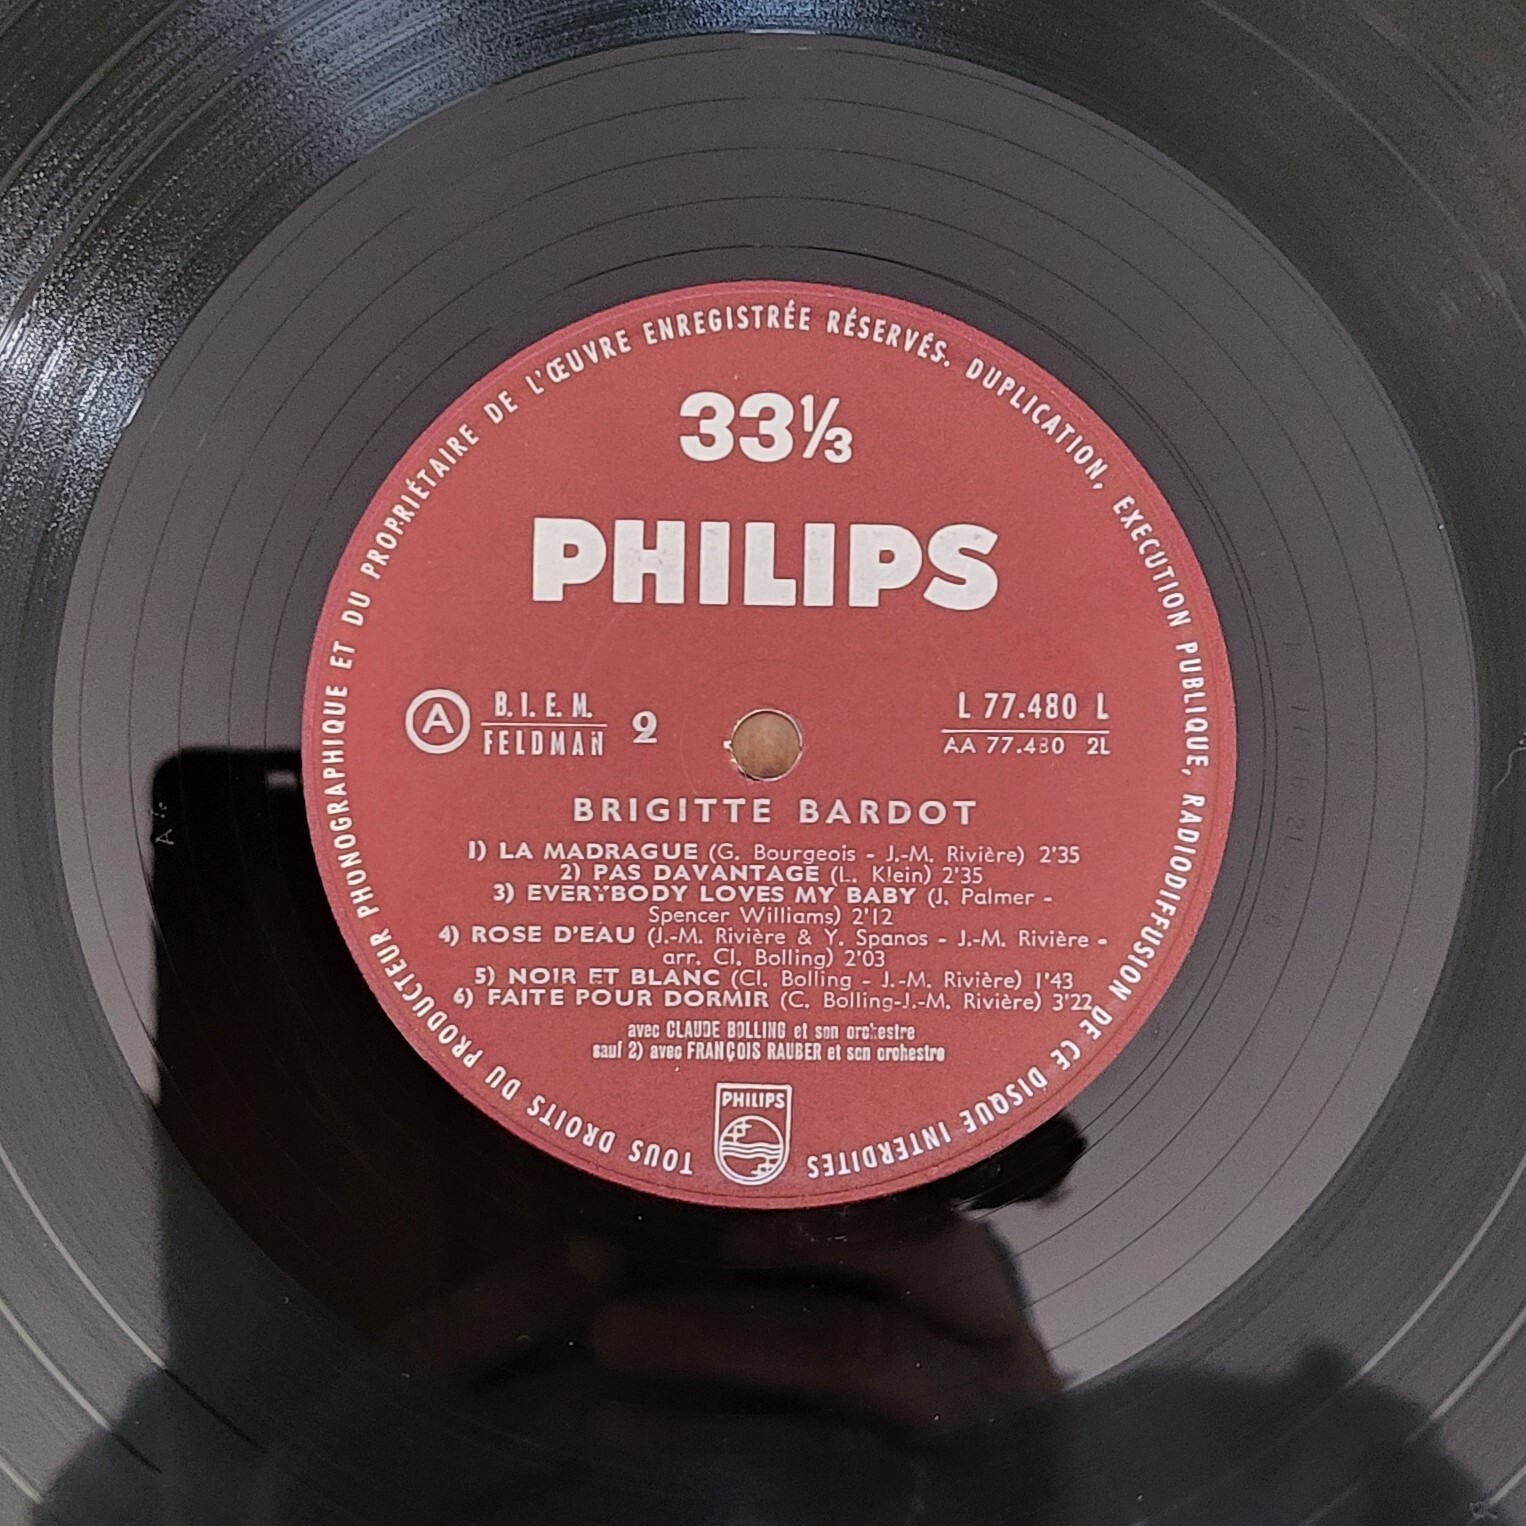 TOUS DROITS DU PRODUCTEUR PHONOGRAPHIQUE ET DU PROPRIÉTAIRE DE L'ŒUVRE ENREGISTRÉE RÉSERVÉS. DUPLICATION, EXECUTION PUBLIQUE, RADIODIFFUSION DE CE DISQUE INTERDITES
33⅓
PHILIPS
A
B. I. E. M.
FELDMAN
2
L 77.480 L
AA 77.480 2L
BRIGITTE BARDOT
1) LA MADRAGUE (G. Bourgeois - J.-M. Rivière) 2'35
2) PAS DAVANTAGE (L. Klein) 2'35
3) EVERYBODY LOVES MY BABY (J. Palmer -
Spencer Williams) 2'12
4) ROSE D'EAU (J.-M. Rivière & Y. Spanos - J.-M. Rivière -
arr. Cl. Bolling) 2'03
5) NOIR ET BLANC (Cl. Bolling - J.-M. Rivière) 1'43
6) FAITE POUR DORMIR (C. Bolling-J.-M. Rivière) 3'22
avec CLAUDE BOLLING et son orchestre
sauf 2) avec FRANÇOIS RAUBER et son orchestre
PHILIPS